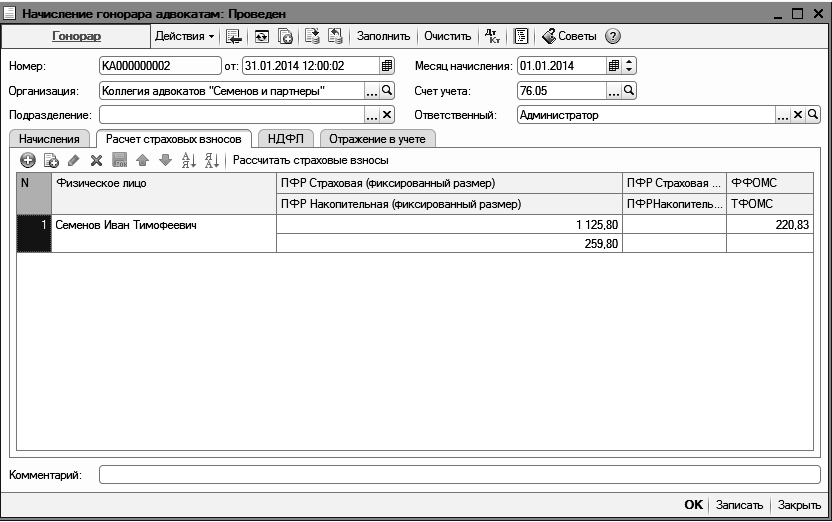 Начисление гонорара адвокатам: Проведен
Гонорар Действия Заполнить Очистить Дт Кт Советы
Номер: КА000000002 от: 31.01.2014 12:00:02 Месяц начисления: 01.01.2014
Организация: Коллегия адвокатов "Семенов и партнеры" ... Счет учета: 76.05 ...
Подразделение: ... Ответственный: Администратор ...
Начисления Расчет страховых взносов НДФП Отражение в учете
Рассчитать страховые взносы
N Физическое лицо ПФР Страховая (фиксированный размер) ПФР Страховая ... ФФОМС
ПФР Накопительная (фиксированный размер) ПФРНакопитель... ТФОМС
1 Семенов Иван Тимофеевич 1 125,80 220,83
259,80
Комментарий:
OK Записать Закрыть